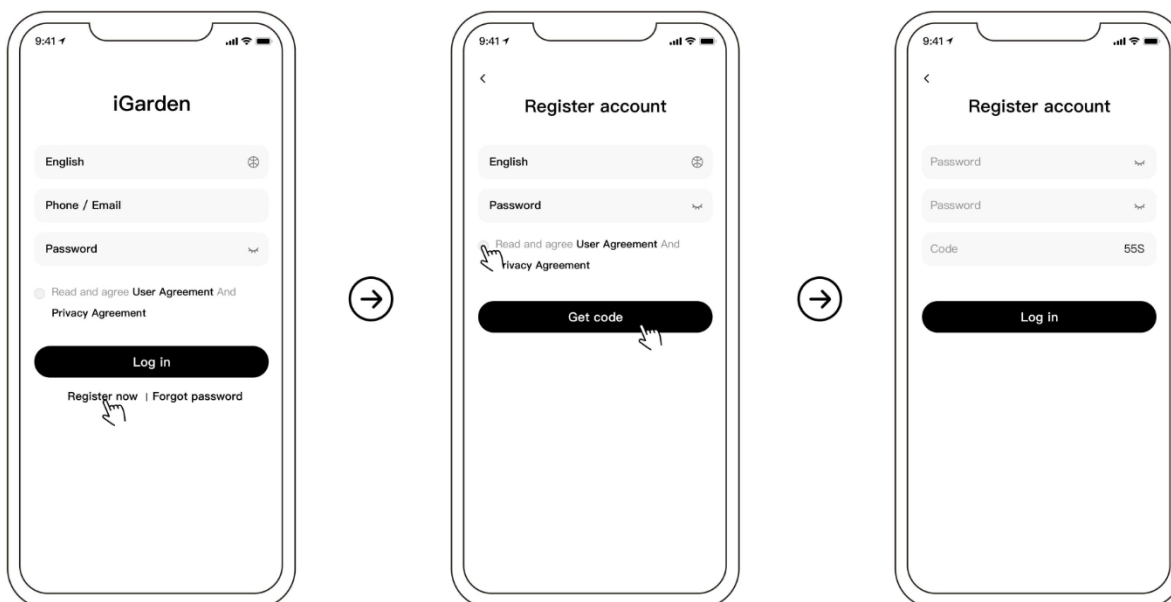 9:41
iGarden
English
Phone / Email
Password
Read and agree User Agreement And
Privacy Agreement
Log in
Register now | Forgot password
9:41
Register account
English
Password
Read and agree User Agreement And
rivacy Agreement
Get code
9:41
Register account
Password
Password
Code 55S
Log in